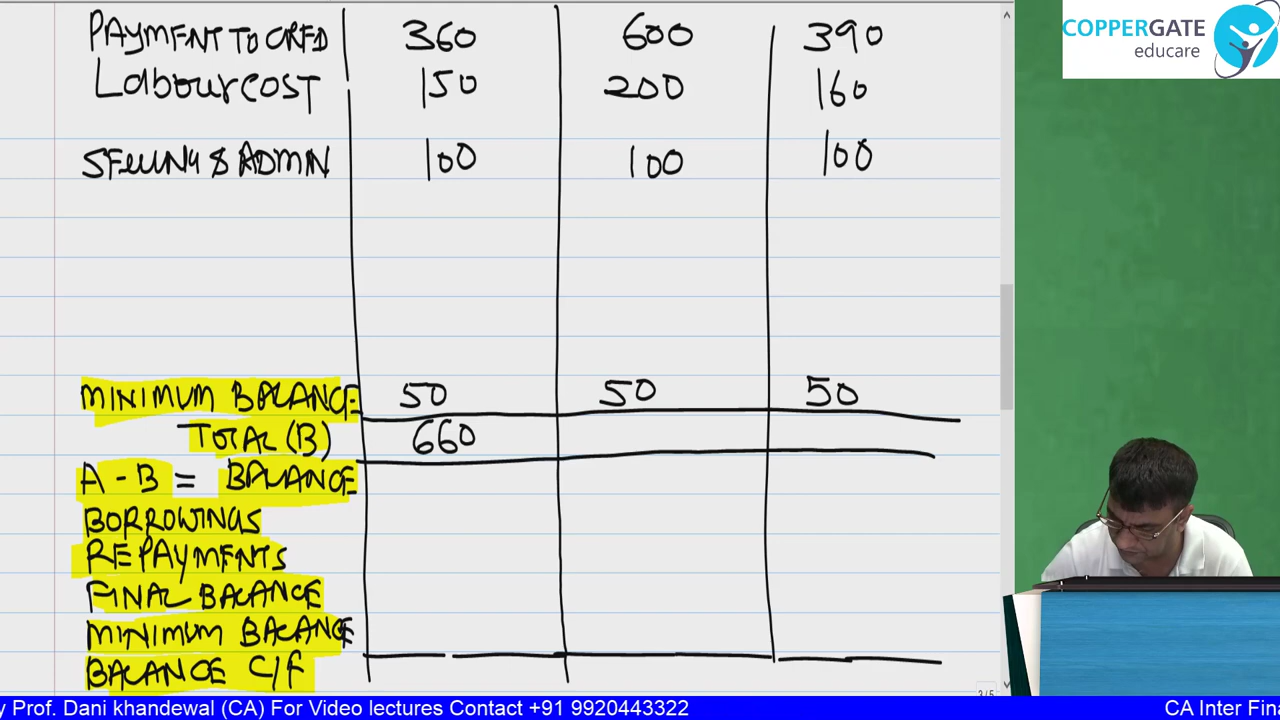 PAYMENT TO CRED 360 600 390
Labour cost 150 200 160
SELLING & ADMIN 100 100 100
MINIMUM BALANCE 50 50 50
TOTAL (B) 660
A - B = BALANCE
BORROWINGS
REPAYMENTS
FINAL BALANCE
MINIMUM BALANCE
BALANCE C/F
COPPERGATE
educare
3/5
y Prof. Dani khandewal (CA) For Video lectures Contact +91 9920443322
CA Inter Fina